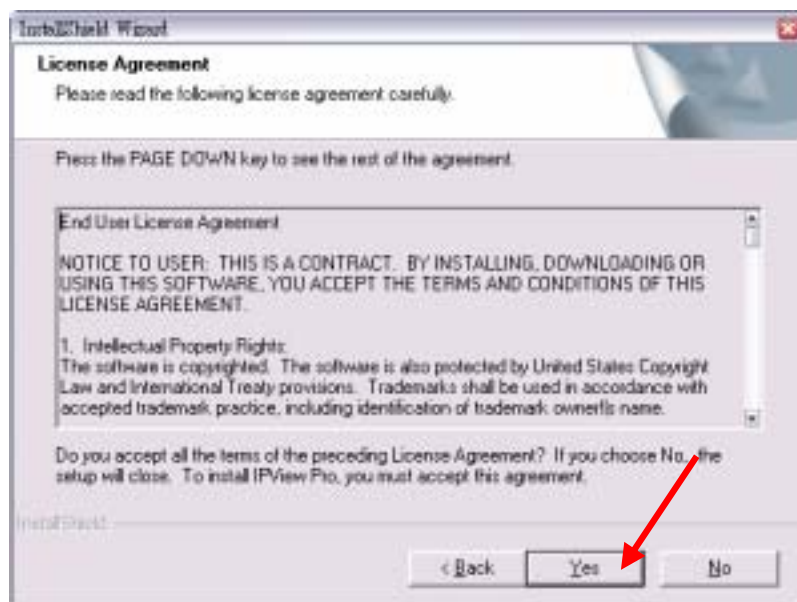 InstallShield Wizard
License Agreement
Please read the following license agreement carefully.
Press the PAGE DOWN key to see the rest of the agreement.
End User License Agreement
NOTICE TO USER: THIS IS A CONTRACT. BY INSTALLING, DOWNLOADING OR
USING THIS SOFTWARE, YOU ACCEPT THE TERMS AND CONDITIONS OF THIS
LICENSE AGREEMENT.
1. Intellectual Property Rights:
The software is copyrighted. The software is also protected by United States Copyright
Law and International Treaty provisions. Trademarks shall be used in accordance with
accepted trademark practice, including identification of trademark ownerIls name.
Do you accept all the terms of the preceding License Agreement? If you choose No, the
setup will close. To install IPView Pro, you must accept this agreement.
InstallShield
< Back
Yes
No